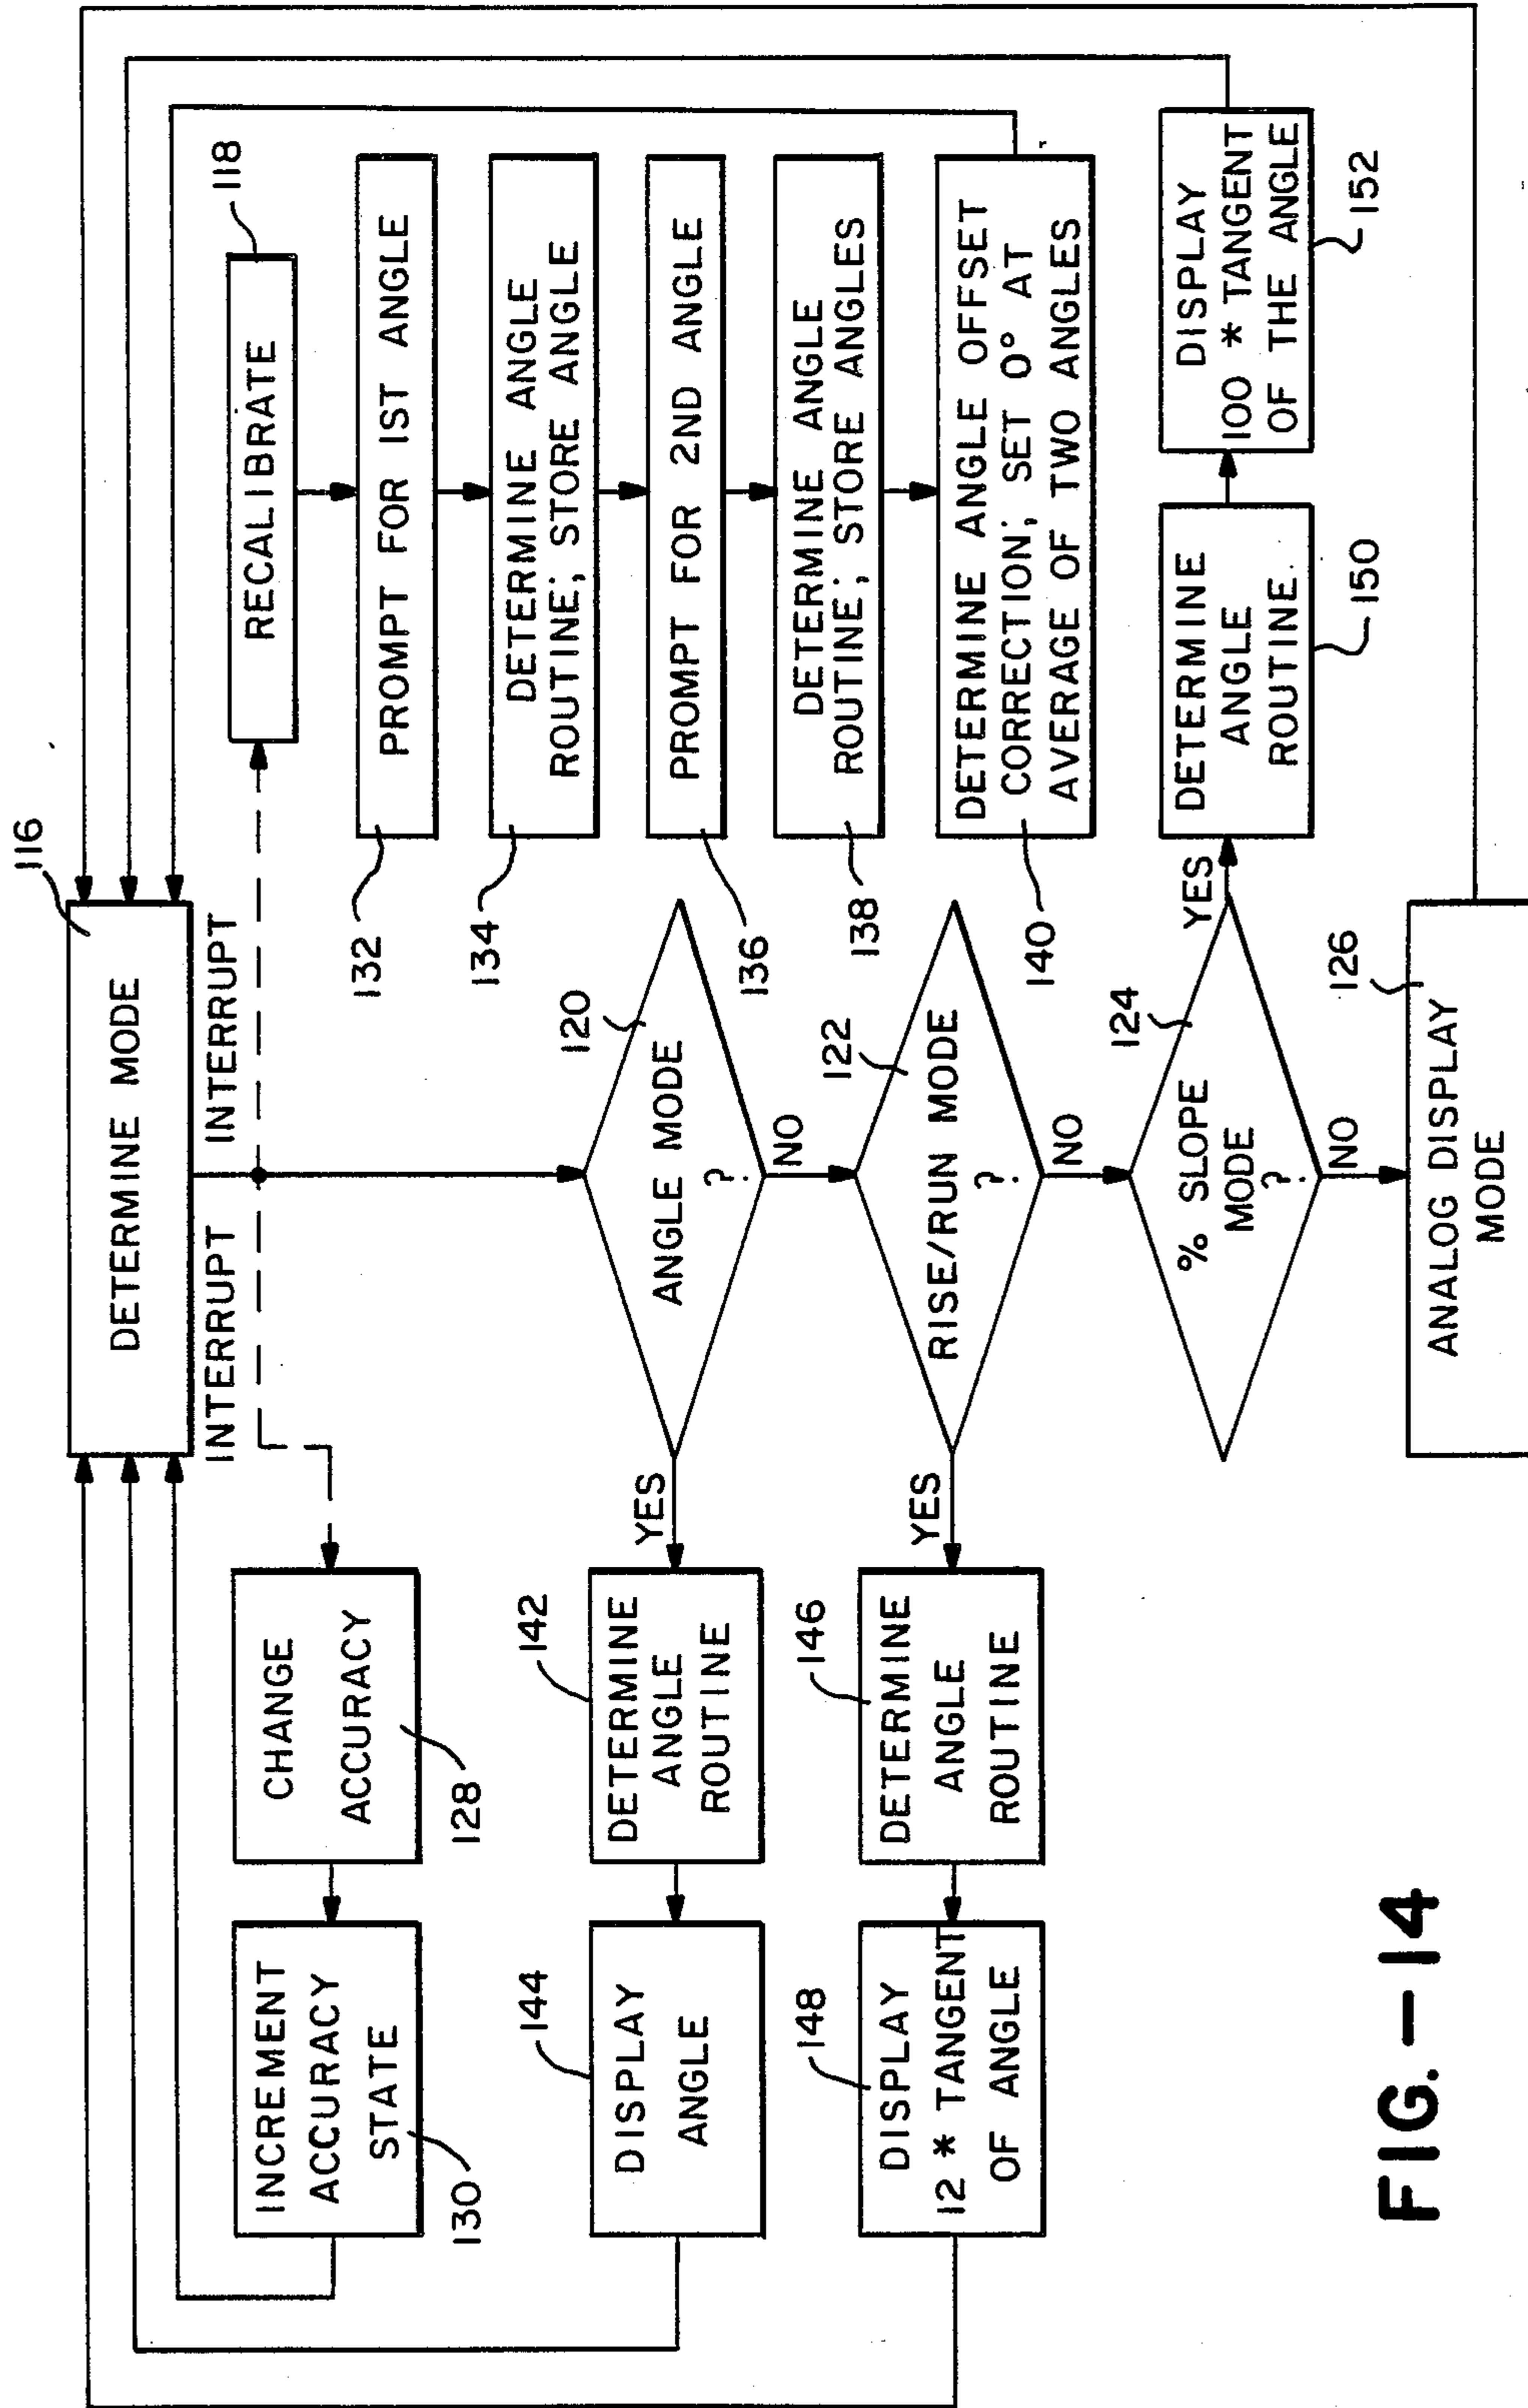 116
DETERMINE MODE
INTERRUPT
INTERRUPT
118
RECALIBRATE
132
PROMPT FOR 1ST ANGLE
134
DETERMINE ANGLE
ROUTINE; STORE ANGLE
136
PROMPT FOR 2ND ANGLE
138
DETERMINE ANGLE
ROUTINE; STORE ANGLES
140
DETERMINE ANGLE OFFSET
CORRECTION; SET 0° AT
AVERAGE OF TWO ANGLES
CHANGE
ACCURACY
128
INCREMENT
ACCURACY
STATE
130
120
ANGLE MODE
?
YES
NO
142
DETERMINE
ANGLE
ROUTINE
144
DISPLAY
ANGLE
122
RISE/RUN MODE
?
YES
NO
146
DETERMINE
ANGLE
ROUTINE
148
DISPLAY
12 * TANGENT
OF ANGLE
124
% SLOPE
MODE
?
YES
NO
DETERMINE
ANGLE
ROUTINE
150
DISPLAY
100 * TANGENT
OF THE ANGLE
152
126
ANALOG DISPLAY
MODE
FIG.—14